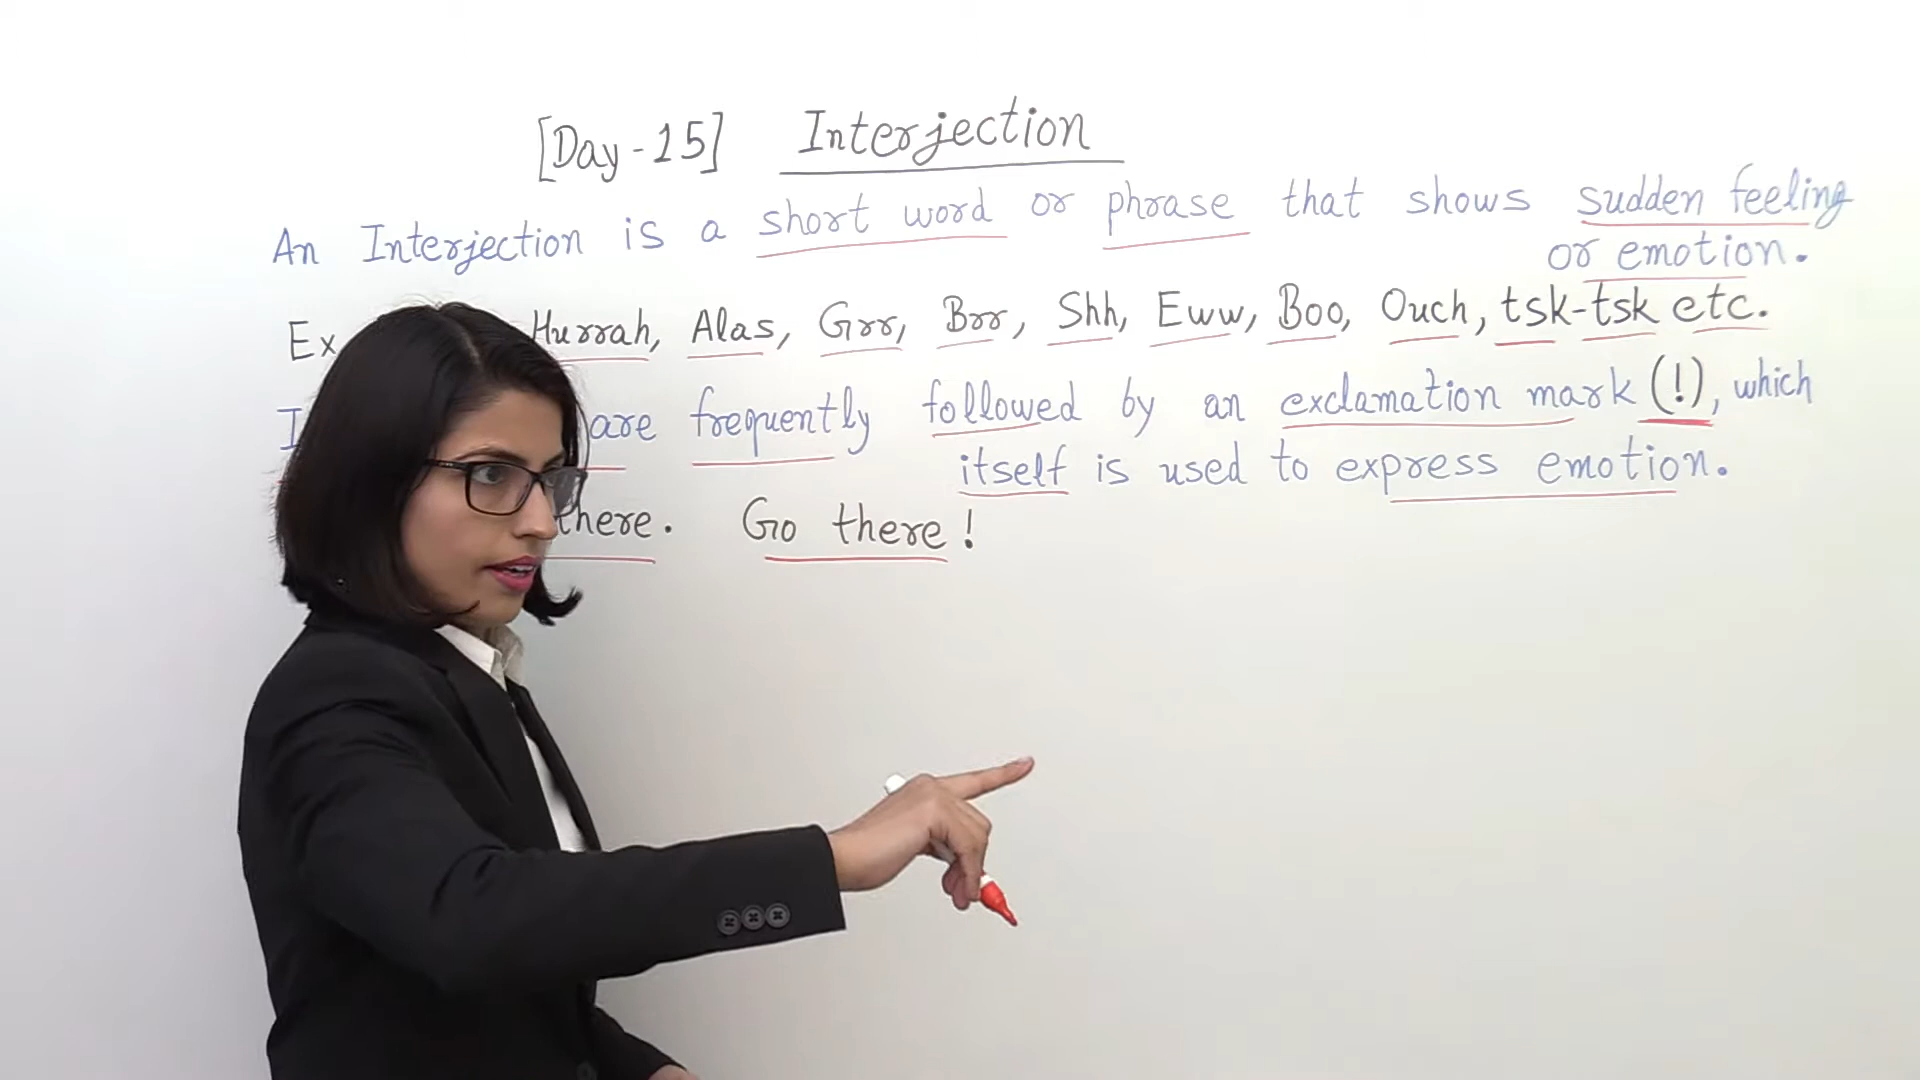 [Day-15] Interjection
An Interjection is a short word or phrase that shows sudden feeling
or emotion.
Ex Hurrah, Alas, Grr, Brr, Shh, Eww, Boo, Ouch, tsk-tsk etc.
I are frequently followed by an exclamation mark (!), which
itself is used to express emotion.
there. Go there!